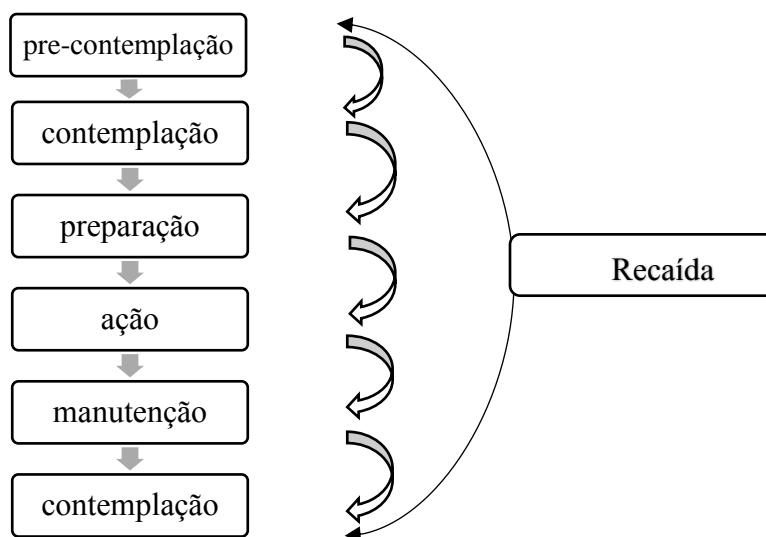 pre-contemplação
contemplação
preparação
Recaída
ação
manutenção
contemplação